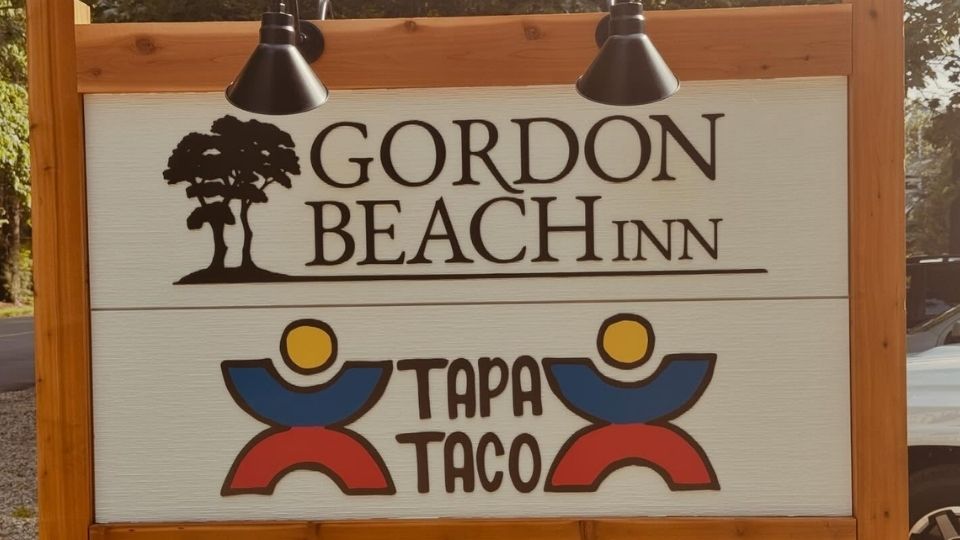 GORDON
BEACH INN
TAPA
TACO